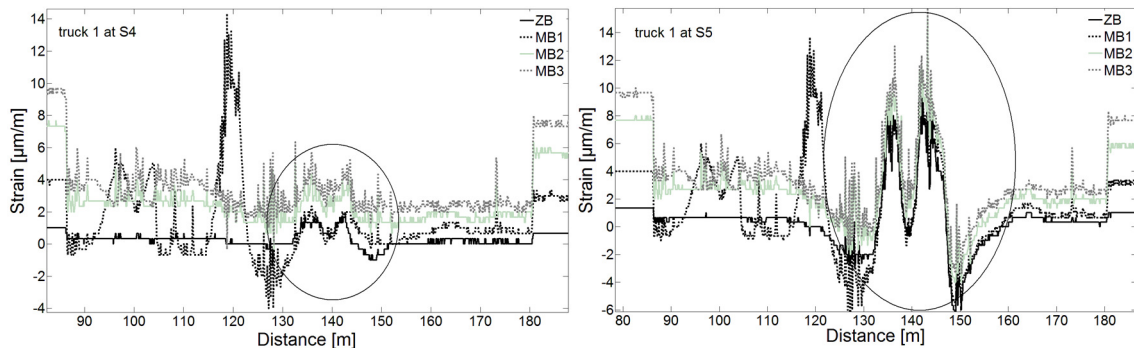 14
12
10
8
6
4
2
0
-2
-4
Strain [µm/m]
truck 1 at S4
ZB
MB1
MB2
MB3
90 100 110 120 130 140 150 160 170 180
Distance [m]
14
12
10
8
6
4
2
0
-2
-4
-6
Strain [µm/m]
truck 1 at S5
ZB
MB1
MB2
MB3
80 90 100 110 120 130 140 150 160 170 180
Distance [m]